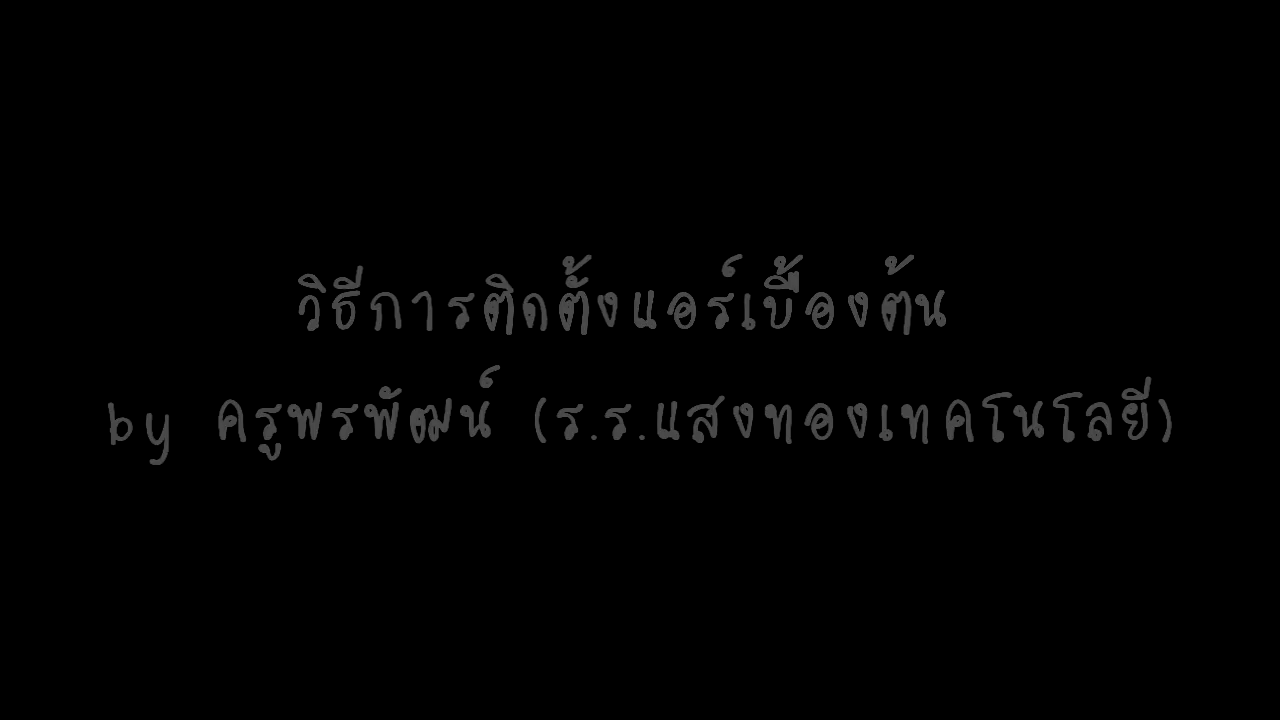 วิธีการติดตั้งแอร์เบื้องต้น
by ครูพรพัฒน์ (ร.ร.แสงทองเทคโนโลยี)